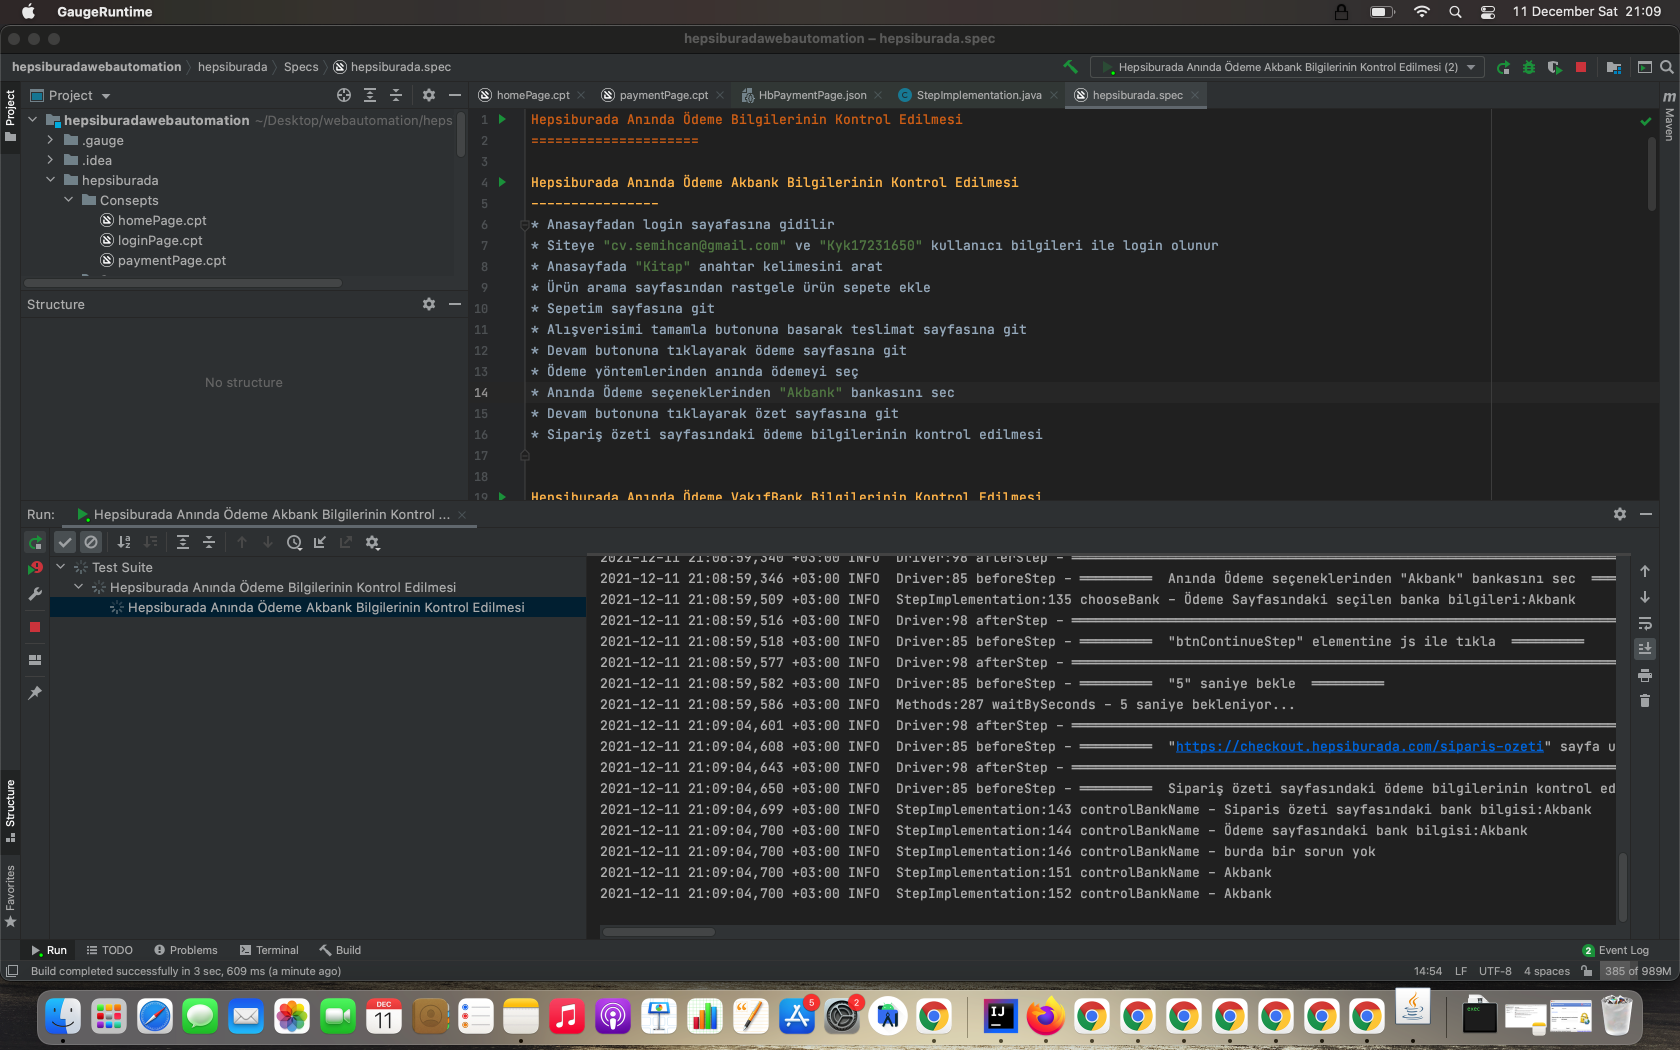 GaugeRuntime
11 December Sat 21:09
hepsiburadawebautomation – hepsiburada.spec
hepsiburadawebautomation
hepsiburada
Specs
hepsiburada.spec
Hepsiburada Anında Ödeme Akbank Bilgilerinin Kontrol Edilmesi (2)
Project
Project
homePage.cpt
paymentPage.cpt
HbPaymentPage.json
StepImplementation.java
hepsiburada.spec
Maven
hepsiburadawebautomation ~/Desktop/webautomation/heps
.gauge
.idea
hepsiburada
Consepts
homePage.cpt
loginPage.cpt
paymentPage.cpt
Structure
No structure
1 Hepsiburada Anında Ödeme Bilgilerinin Kontrol Edilmesi
2 =====================
3
4 Hepsiburada Anında Ödeme Akbank Bilgilerinin Kontrol Edilmesi
5 ----------------
6 * Anasayfadan login sayafasına gidilir
7 * Siteye "cv.semihcan@gmail.com" ve "Kyk17231650" kullanıcı bilgileri ile login olunur
8 * Anasayfada "Kitap" anahtar kelimesini arat
9 * Ürün arama sayfasından rastgele ürün sepete ekle
10 * Sepetim sayfasına git
11 * Alışverisimi tamamla butonuna basarak teslimat sayfasına git
12 * Devam butonuna tıklayarak ödeme sayfasına git
13 * Ödeme yöntemlerinden anında ödemeyi seç
14 * Anında Ödeme seçeneklerinden "Akbank" bankasını sec
15 * Devam butonuna tıklayarak özet sayfasına git
16 * Sipariş özeti sayfasındaki ödeme bilgilerinin kontrol edilmesi
17
18
19 Hepsiburada Anında Ödeme VakıfBank Bilgilerinin Kontrol Edilmesi
Run:
Hepsiburada Anında Ödeme Akbank Bilgilerinin Kontrol ...
Test Suite
Hepsiburada Anında Ödeme Bilgilerinin Kontrol Edilmesi
Hepsiburada Anında Ödeme Akbank Bilgilerinin Kontrol Edilmesi
2021-12-11 21:08:59,340 +03:00 INFO Driver:98 afterStep - ══════════
2021-12-11 21:08:59,346 +03:00 INFO Driver:85 beforeStep - ═════════ Anında Ödeme seçeneklerinden "Akbank" bankasını sec ═══
2021-12-11 21:08:59,509 +03:00 INFO StepImplementation:135 chooseBank - Ödeme Sayfasındaki seçilen banka bilgileri:Akbank
2021-12-11 21:08:59,516 +03:00 INFO Driver:98 afterStep - ══════════
2021-12-11 21:08:59,518 +03:00 INFO Driver:85 beforeStep - ═════════ "btnContinueStep" elementine js ile tıkla ═════════
2021-12-11 21:08:59,577 +03:00 INFO Driver:98 afterStep - ══════════
2021-12-11 21:08:59,582 +03:00 INFO Driver:85 beforeStep - ═════════ "5" saniye bekle ═════════
2021-12-11 21:08:59,586 +03:00 INFO Methods:287 waitBySeconds - 5 saniye bekleniyor...
2021-12-11 21:09:04,601 +03:00 INFO Driver:98 afterStep - ══════════
2021-12-11 21:09:04,608 +03:00 INFO Driver:85 beforeStep - ═════════ "https://checkout.hepsiburada.com/siparis-ozeti" sayfa u
2021-12-11 21:09:04,643 +03:00 INFO Driver:98 afterStep - ══════════
2021-12-11 21:09:04,650 +03:00 INFO Driver:85 beforeStep - ═════════ Sipariş özeti sayfasındaki ödeme bilgilerinin kontrol ed
2021-12-11 21:09:04,699 +03:00 INFO StepImplementation:143 controlBankName - Siparis özeti sayfasındaki bank bilgisi:Akbank
2021-12-11 21:09:04,700 +03:00 INFO StepImplementation:144 controlBankName - Ödeme sayfasındaki bank bilgisi:Akbank
2021-12-11 21:09:04,700 +03:00 INFO StepImplementation:146 controlBankName - burda bir sorun yok
2021-12-11 21:09:04,700 +03:00 INFO StepImplementation:151 controlBankName - Akbank
2021-12-11 21:09:04,700 +03:00 INFO StepImplementation:152 controlBankName - Akbank
Structure
Favorites
Run
TODO
Problems
Terminal
Build
2 Event Log
Build completed successfully in 3 sec, 609 ms (a minute ago)
14:54 LF UTF-8 4 spaces 385 of 989M
DEC
11
5
2
IJ
exec